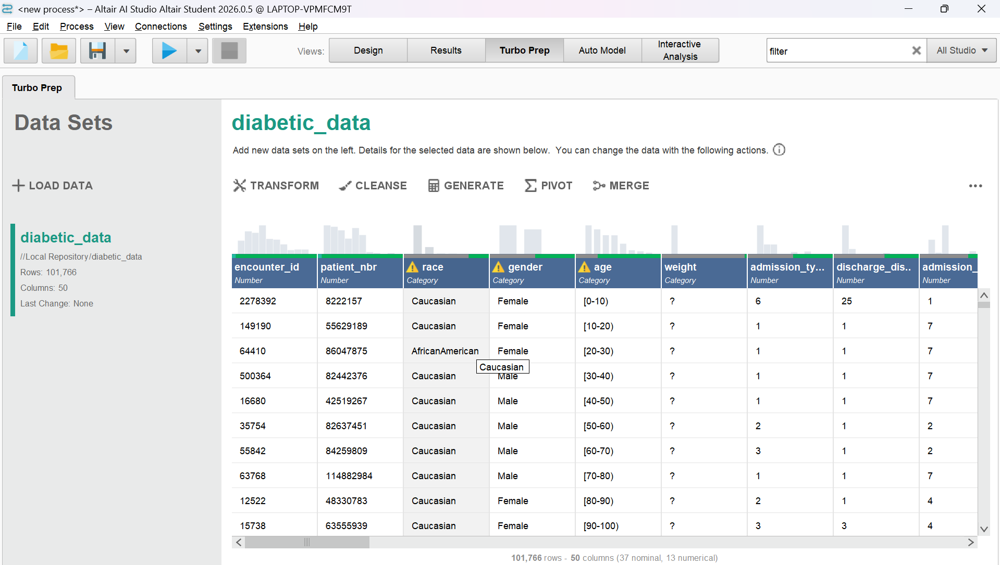 <new process*> – Altair AI Studio Altair Student 2026.0.5 @ LAPTOP-VPMFCM9T
File Edit Process View Connections Settings Extensions Help
Views: Design Results Turbo Prep Auto Model Interactive Analysis filter All Studio
Turbo Prep
Data Sets
diabetic_data
Add new data sets on the left. Details for the selected data are shown below. You can change the data with the following actions.
LOAD DATA
TRANSFORM CLEANSE GENERATE PIVOT MERGE
diabetic_data
//Local Repository/diabetic_data
Rows: 101,766
Columns: 50
Last Change: None
encounter_id patient_nbr race gender age weight admission_ty... discharge_dis.. admission_
Number Number Category Category Category Category Number Number Number
2278392 8222157 Caucasian Female [0-10) ? 6 25 1
149190 55629189 Caucasian Female [10-20) ? 1 1 7
64410 86047875 AfricanAmerican Female [20-30) ? 1 1 7
Caucasian
500364 82442376 Caucasian Male [30-40) ? 1 1 7
16680 42519267 Caucasian Male [40-50) ? 1 1 7
35754 82637451 Caucasian Male [50-60) ? 2 1 2
55842 84259809 Caucasian Male [60-70) ? 3 1 2
63768 114882984 Caucasian Male [70-80) ? 1 1 7
12522 48330783 Caucasian Female [80-90) ? 2 1 4
15738 63555939 Caucasian Female [90-100) ? 3 3 4
101,766 rows - 50 columns (37 nominal, 13 numerical)